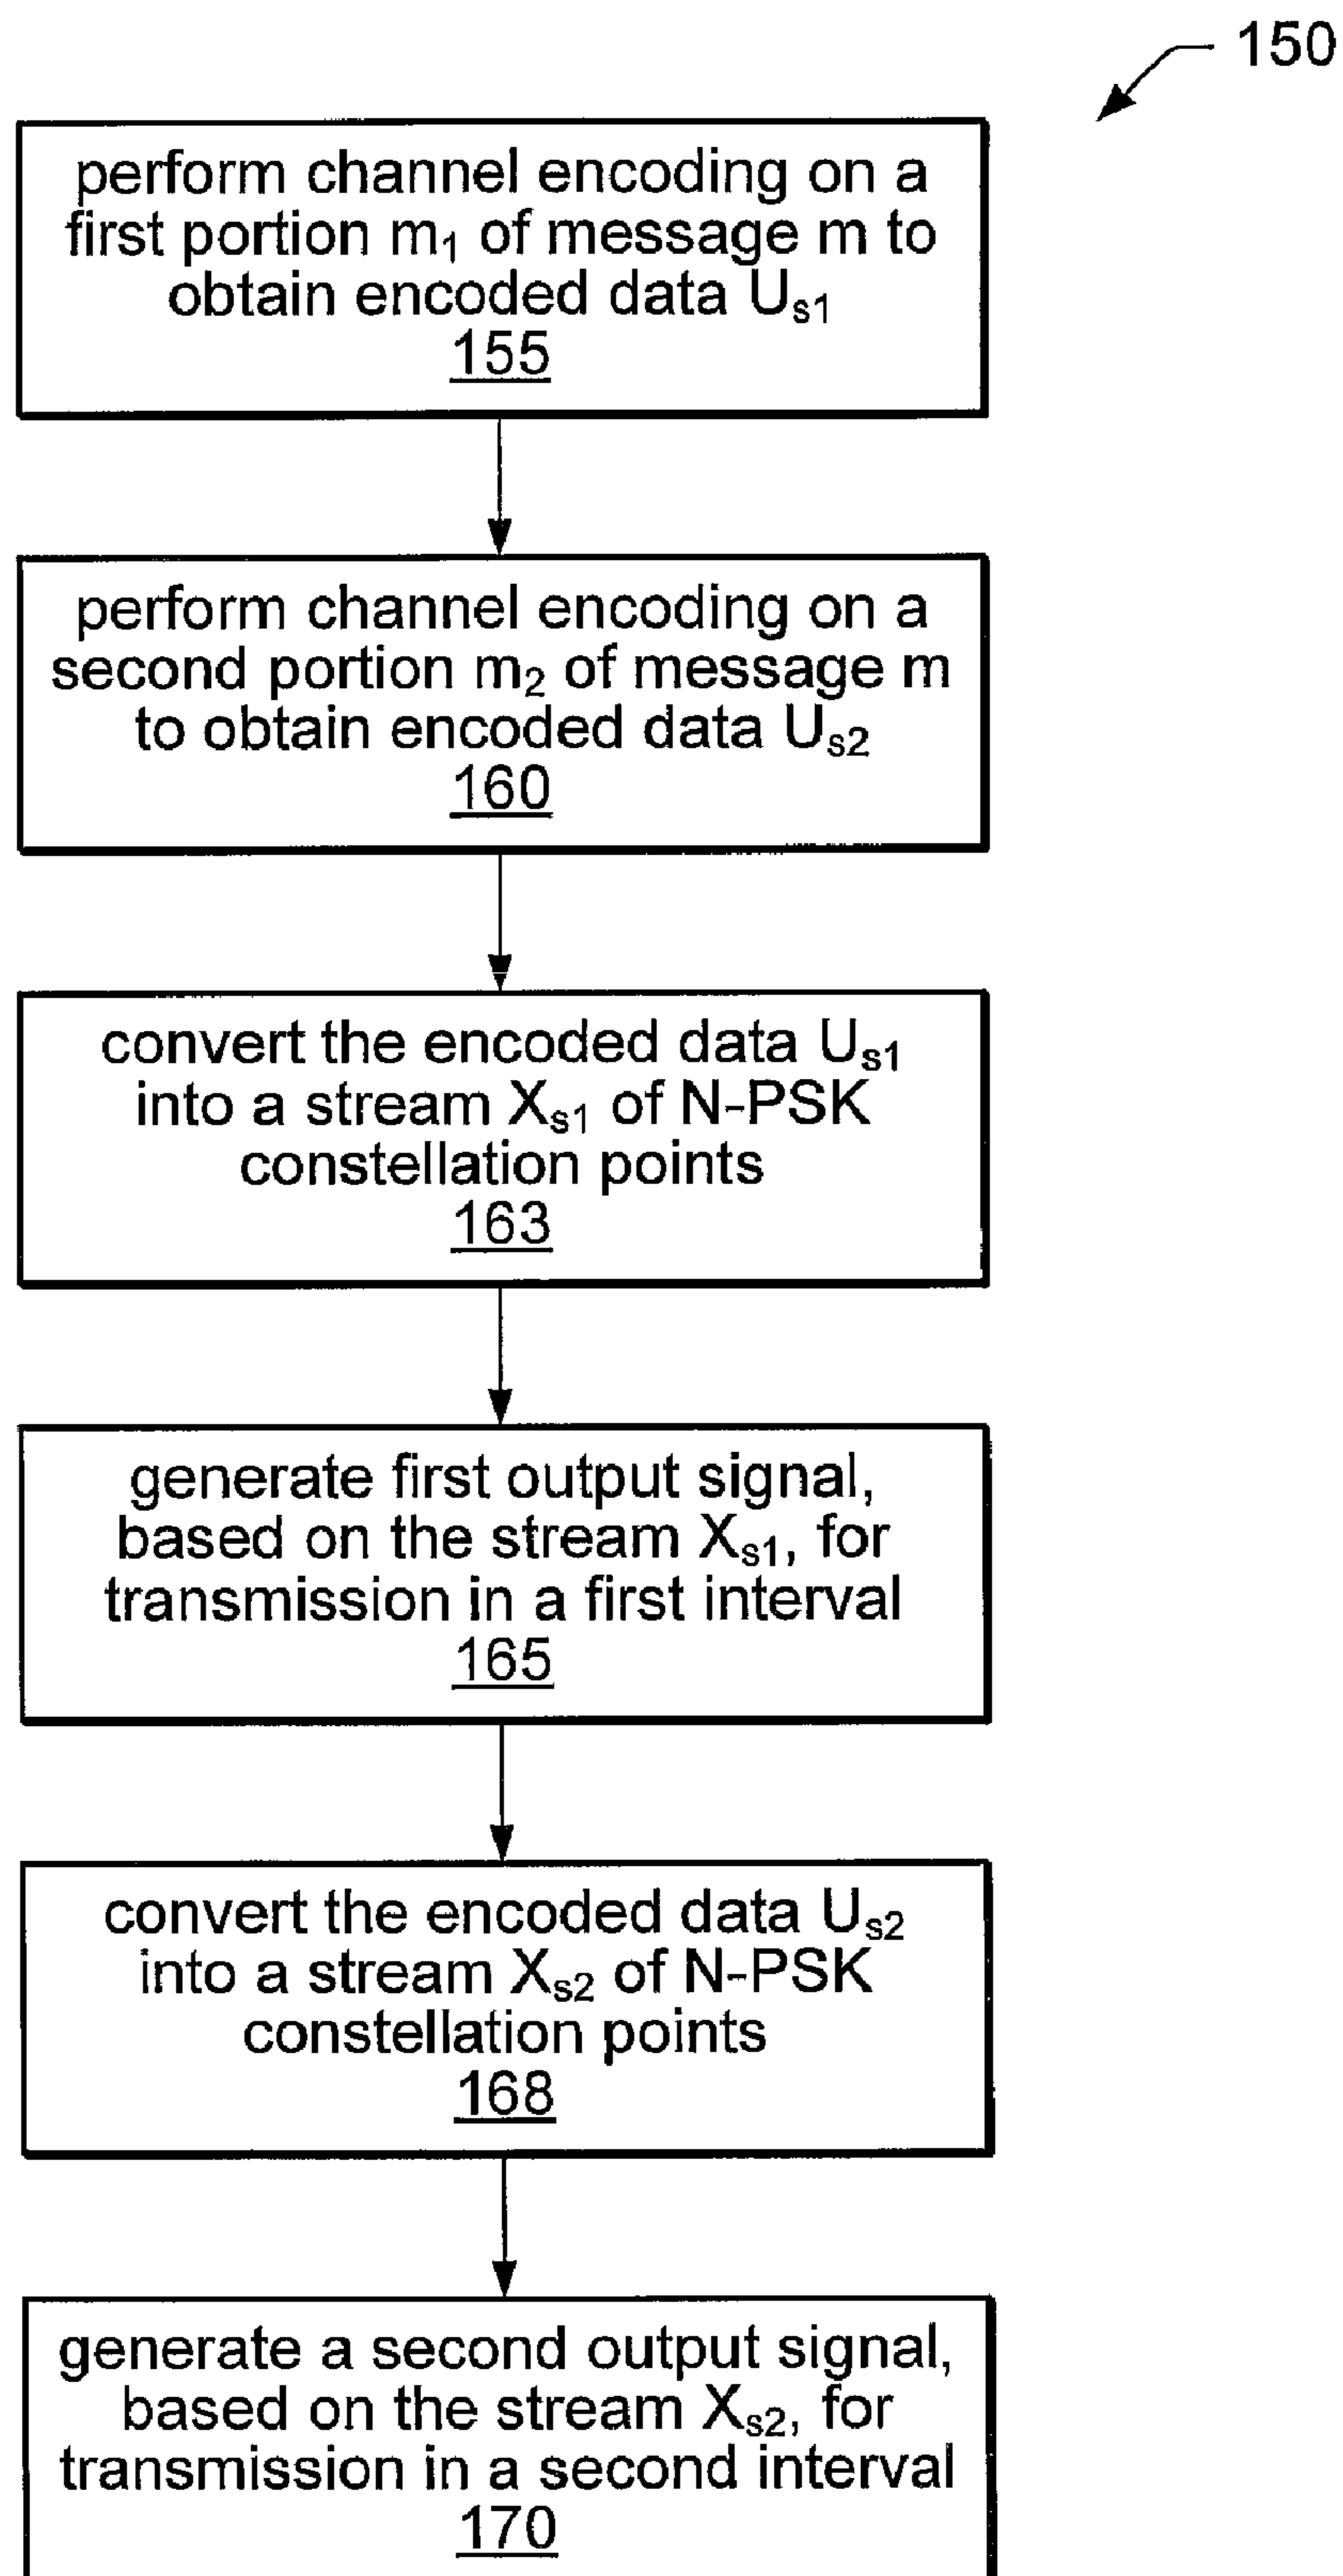 150
perform channel encoding on a
first portion m₁ of message m to
obtain encoded data Uₛ₁
155
perform channel encoding on a
second portion m₂ of message m
to obtain encoded data Uₛ₂
160
convert the encoded data Uₛ₁
into a stream Xₛ₁ of N-PSK
constellation points
163
generate first output signal,
based on the stream Xₛ₁, for
transmission in a first interval
165
convert the encoded data Uₛ₂
into a stream Xₛ₂ of N-PSK
constellation points
168
generate a second output signal,
based on the stream Xₛ₂, for
transmission in a second interval
170